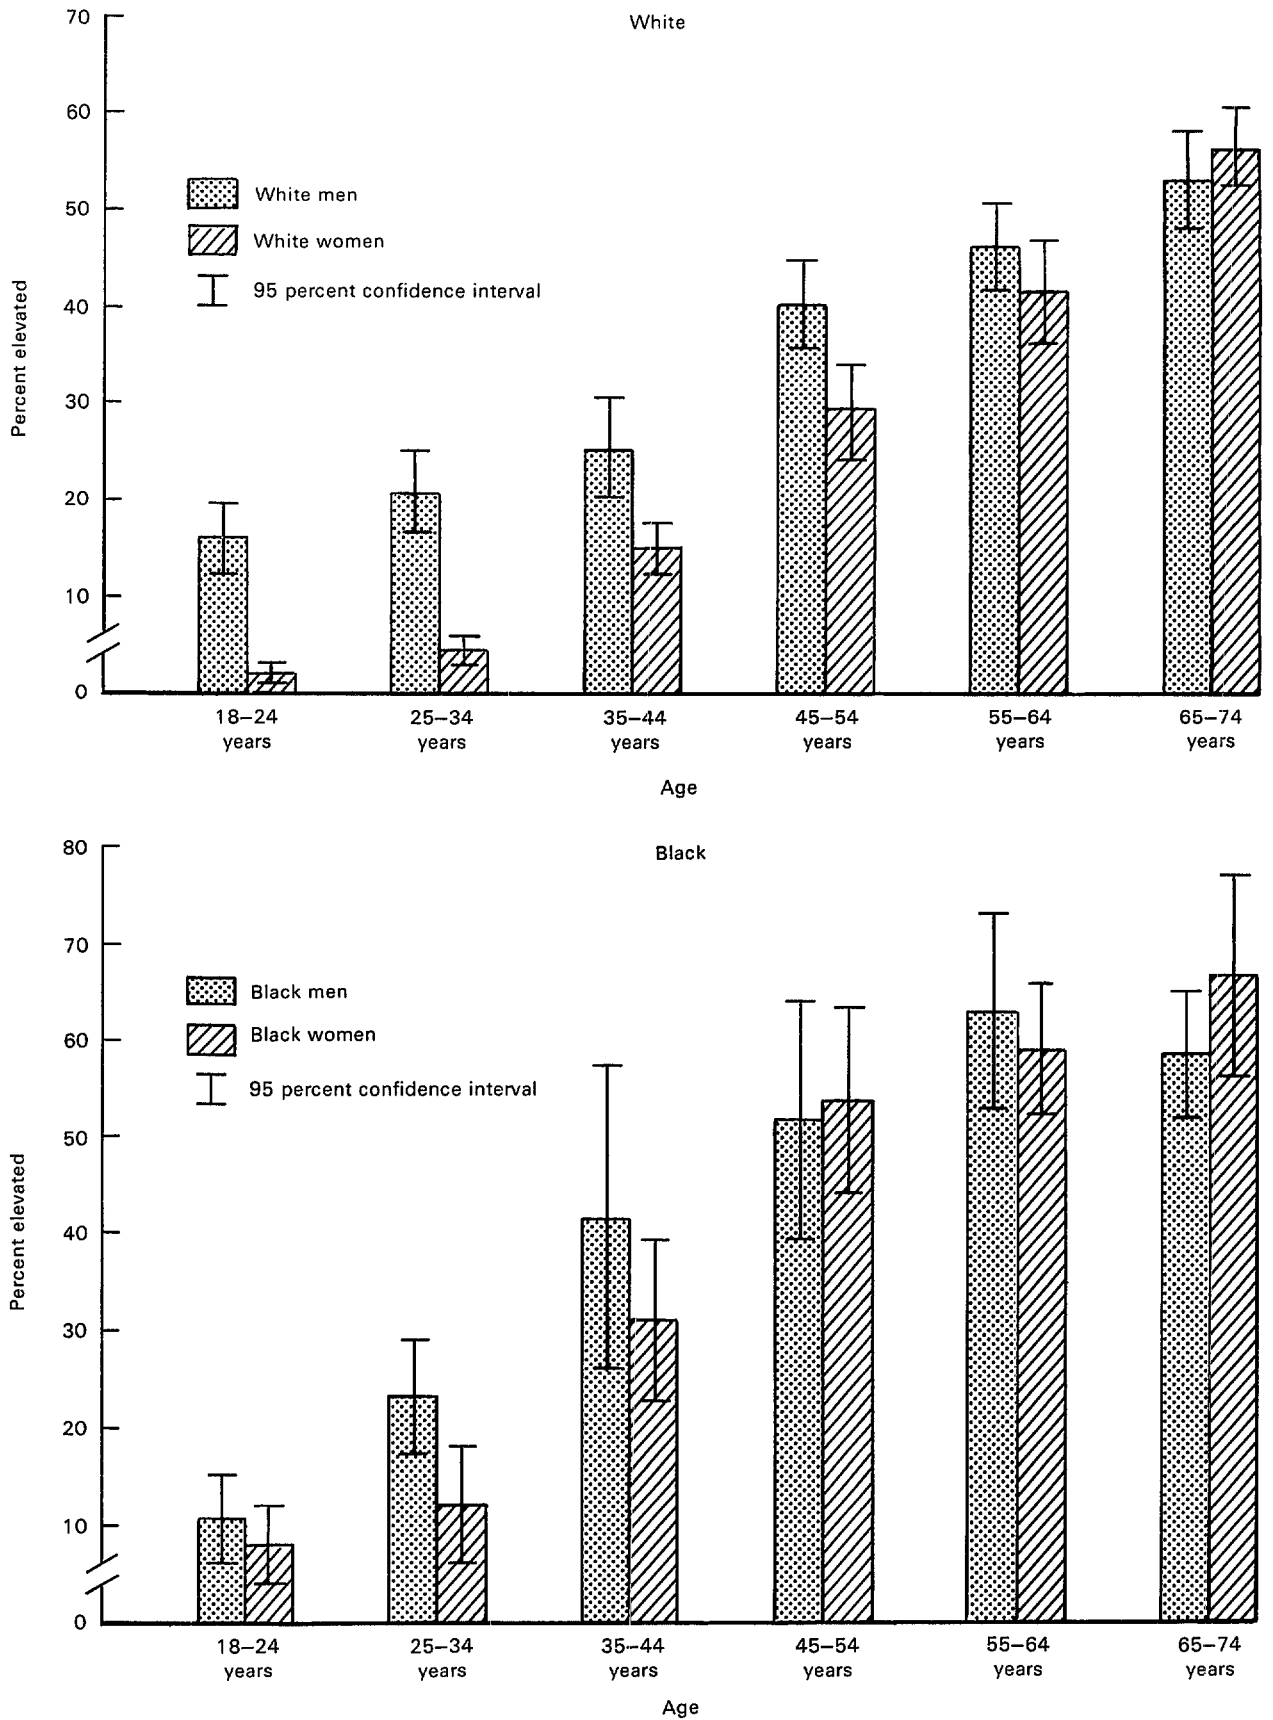 White
70
60
50
40
30
20
10
0
Percent elevated
White men
White women
95 percent confidence interval
18–24 25–34 35–44 45–54 55–64 65–74
years years years years years years
Age
Black
80
70
60
50
40
30
20
10
0
Percent elevated
Black men
Black women
95 percent confidence interval
18–24 25–34 35–44 45–54 55–64 65–74
years years years years years years
Age